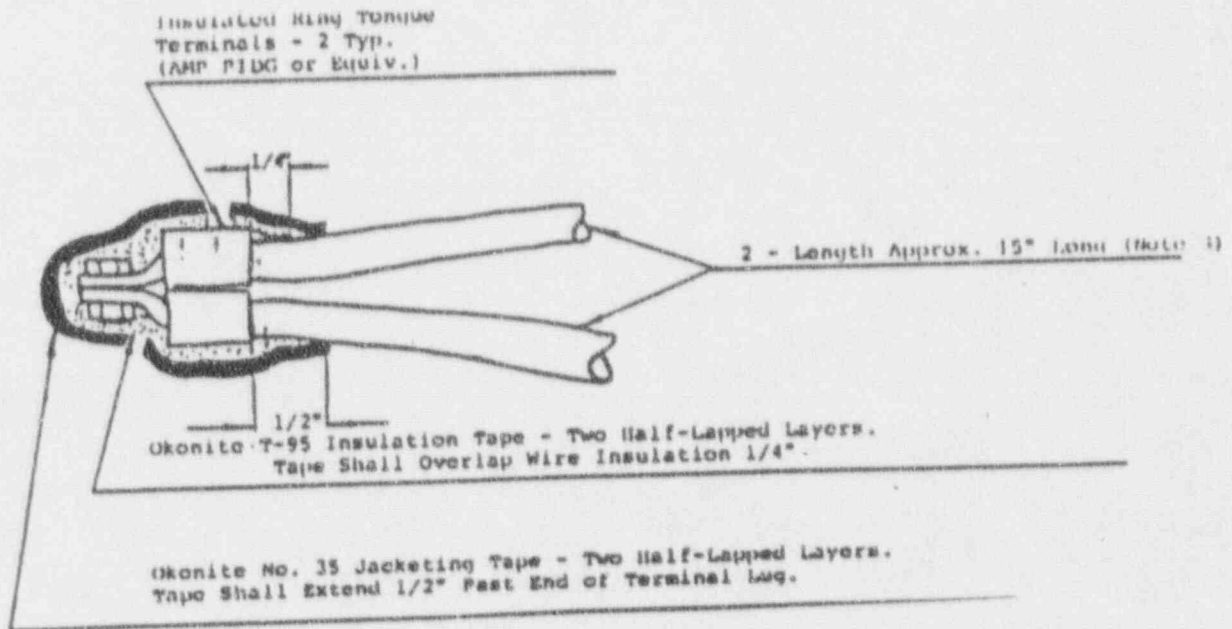 Insulated Ring Tongue
Terminals - 2 Typ.
(AMP PIDG or Equiv.)
1/4"
2 - Length Approx. 15" Long (Note 3)
1/2"
Okonite T-95 Insulation Tape - Two Half-Lapped Layers.
Tape Shall Overlap Wire Insulation 1/4"
Okonite No. 35 Jacketing Tape - Two Half-Lapped Layers.
Tape Shall Extend 1/2" Past End of Terminal Lug.